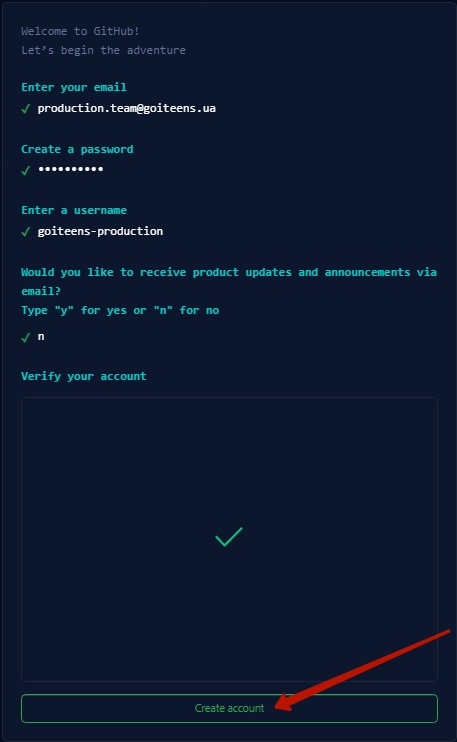 Welcome to GitHub!
Let’s begin the adventure
Enter your email
✓ production.team@goiteens.ua
Create a password
✓ ••••••••••
Enter a username
✓ goiteens-production
Would you like to receive product updates and announcements via
email?
Type "y" for yes or "n" for no
✓ n
Verify your account
Create account